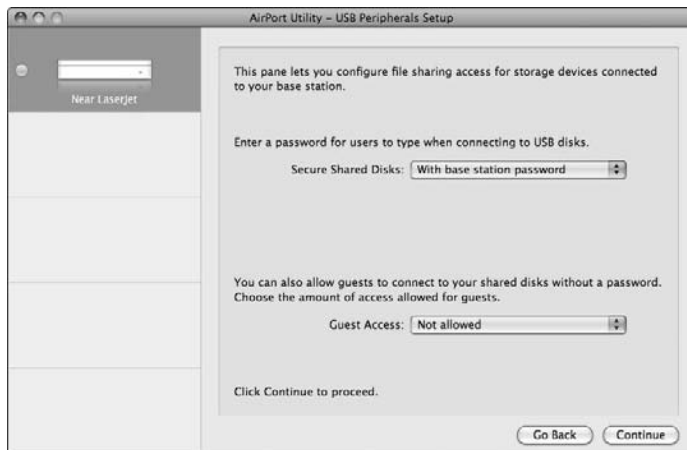 AirPort Utility – USB Peripherals Setup
Near Laserjet
This pane lets you configure file sharing access for storage devices connected
to your base station.
Enter a password for users to type when connecting to USB disks.
Secure Shared Disks: With base station password
You can also allow guests to connect to your shared disks without a password.
Choose the amount of access allowed for guests.
Guest Access: Not allowed
Click Continue to proceed.
Go Back Continue